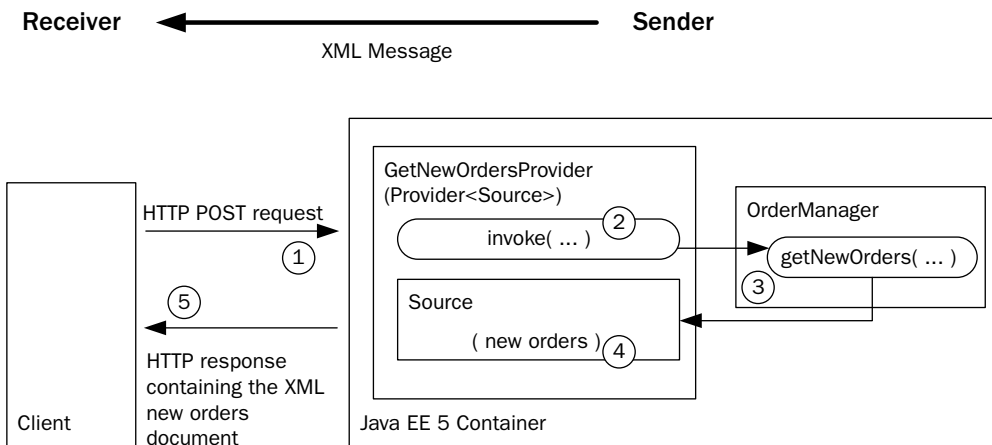 Receiver
Sender
XML Message
GetNewOrdersProvider
(Provider<Source>)
HTTP POST request
OrderManager
2
invoke( ... )
getNewOrders( ... )
1
3
5
Source
( new orders )
4
HTTP response
containing the XML
new orders
document
Client
Java EE 5 Container